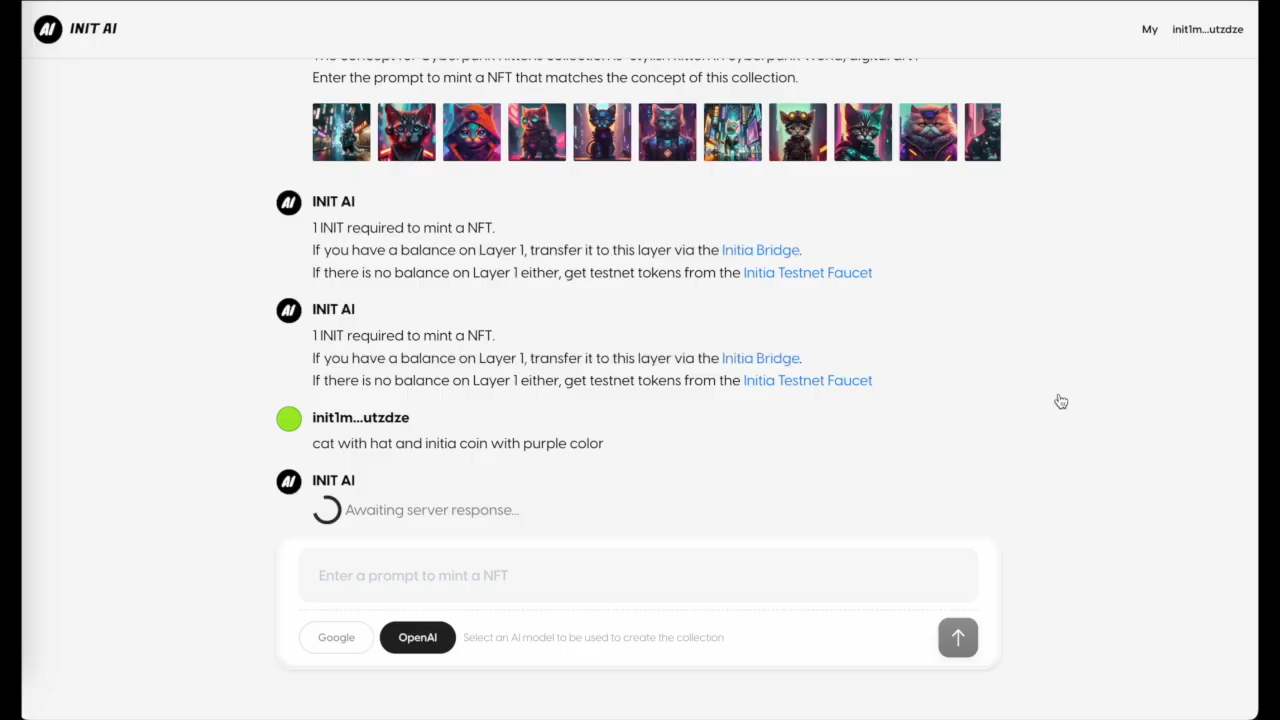 AI INIT AI
My init1m...utzdze
Enter the prompt to mint a NFT that matches the concept of this collection.
AI INIT AI
1 INIT required to mint a NFT.
If you have a balance on Layer 1, transfer it to this layer via the Initia Bridge.
If there is no balance on Layer 1 either, get testnet tokens from the Initia Testnet Faucet
AI INIT AI
1 INIT required to mint a NFT.
If you have a balance on Layer 1, transfer it to this layer via the Initia Bridge.
If there is no balance on Layer 1 either, get testnet tokens from the Initia Testnet Faucet
init1m...utzdze
cat with hat and initia coin with purple color
AI INIT AI
Awaiting server response...
Enter a prompt to mint a NFT
Google OpenAI Select an AI model to be used to create the collection